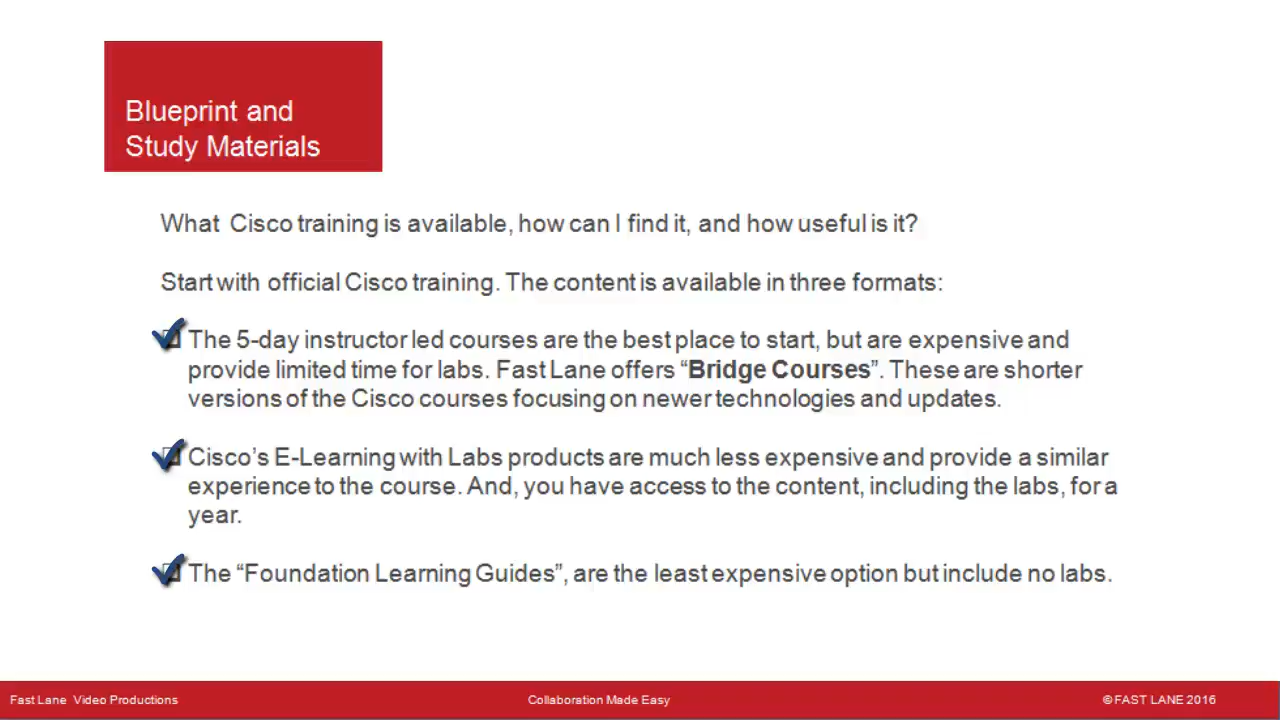 Blueprint and
Study Materials
What Cisco training is available, how can I find it, and how useful is it?
Start with official Cisco training. The content is available in three formats:
The 5-day instructor led courses are the best place to start, but are expensive and
provide limited time for labs. Fast Lane offers “Bridge Courses”. These are shorter
versions of the Cisco courses focusing on newer technologies and updates.
Cisco’s E-Learning with Labs products are much less expensive and provide a similar
experience to the course. And, you have access to the content, including the labs, for a
year.
The “Foundation Learning Guides”, are the least expensive option but include no labs.
Fast Lane Video Productions
Collaboration Made Easy
© FAST LANE 2016